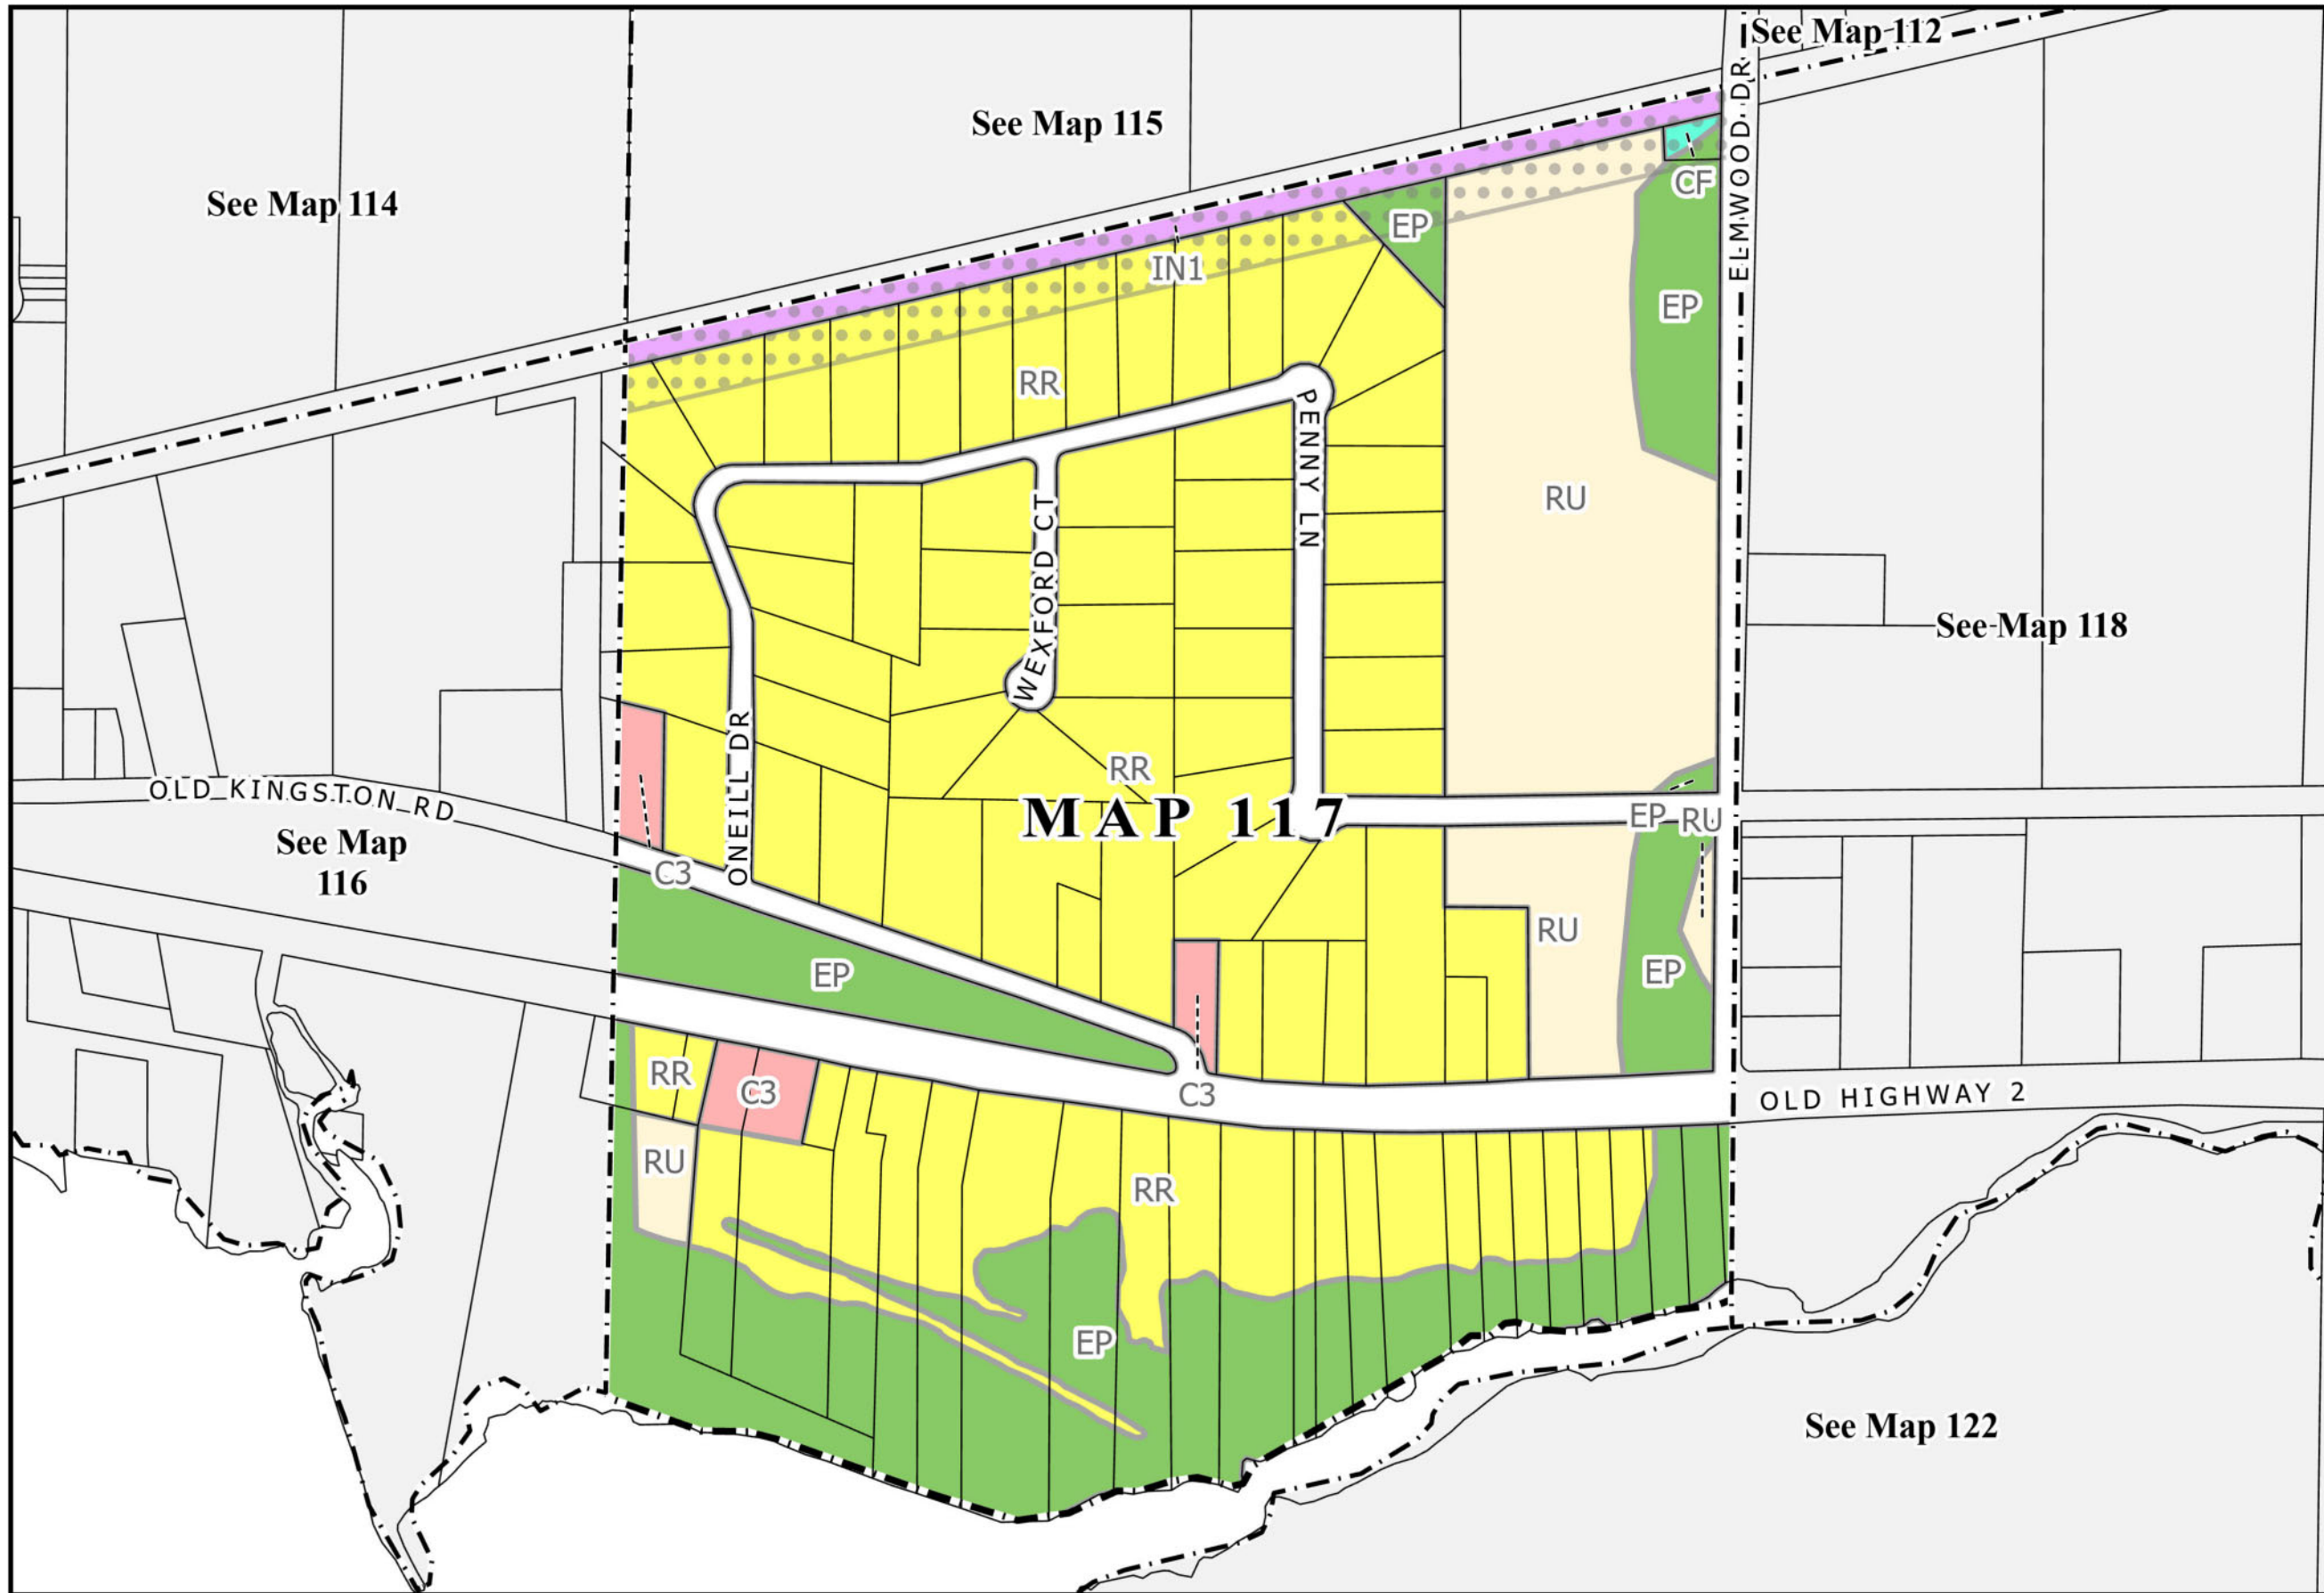 See Map 112
See Map 115
See Map 114
ELMWOOD DR
CF
EP
IN1
EP
RR
PENNY LN
RU
WEXFORD CT
See Map 118
ONEILL DR
RR
OLD KINGSTON RD
MAP 117
EP
RU
See Map
116
C3
RU
EP
EP
RR
C3
C3
OLD HIGHWAY 2
RU
RR
EP
See Map 122